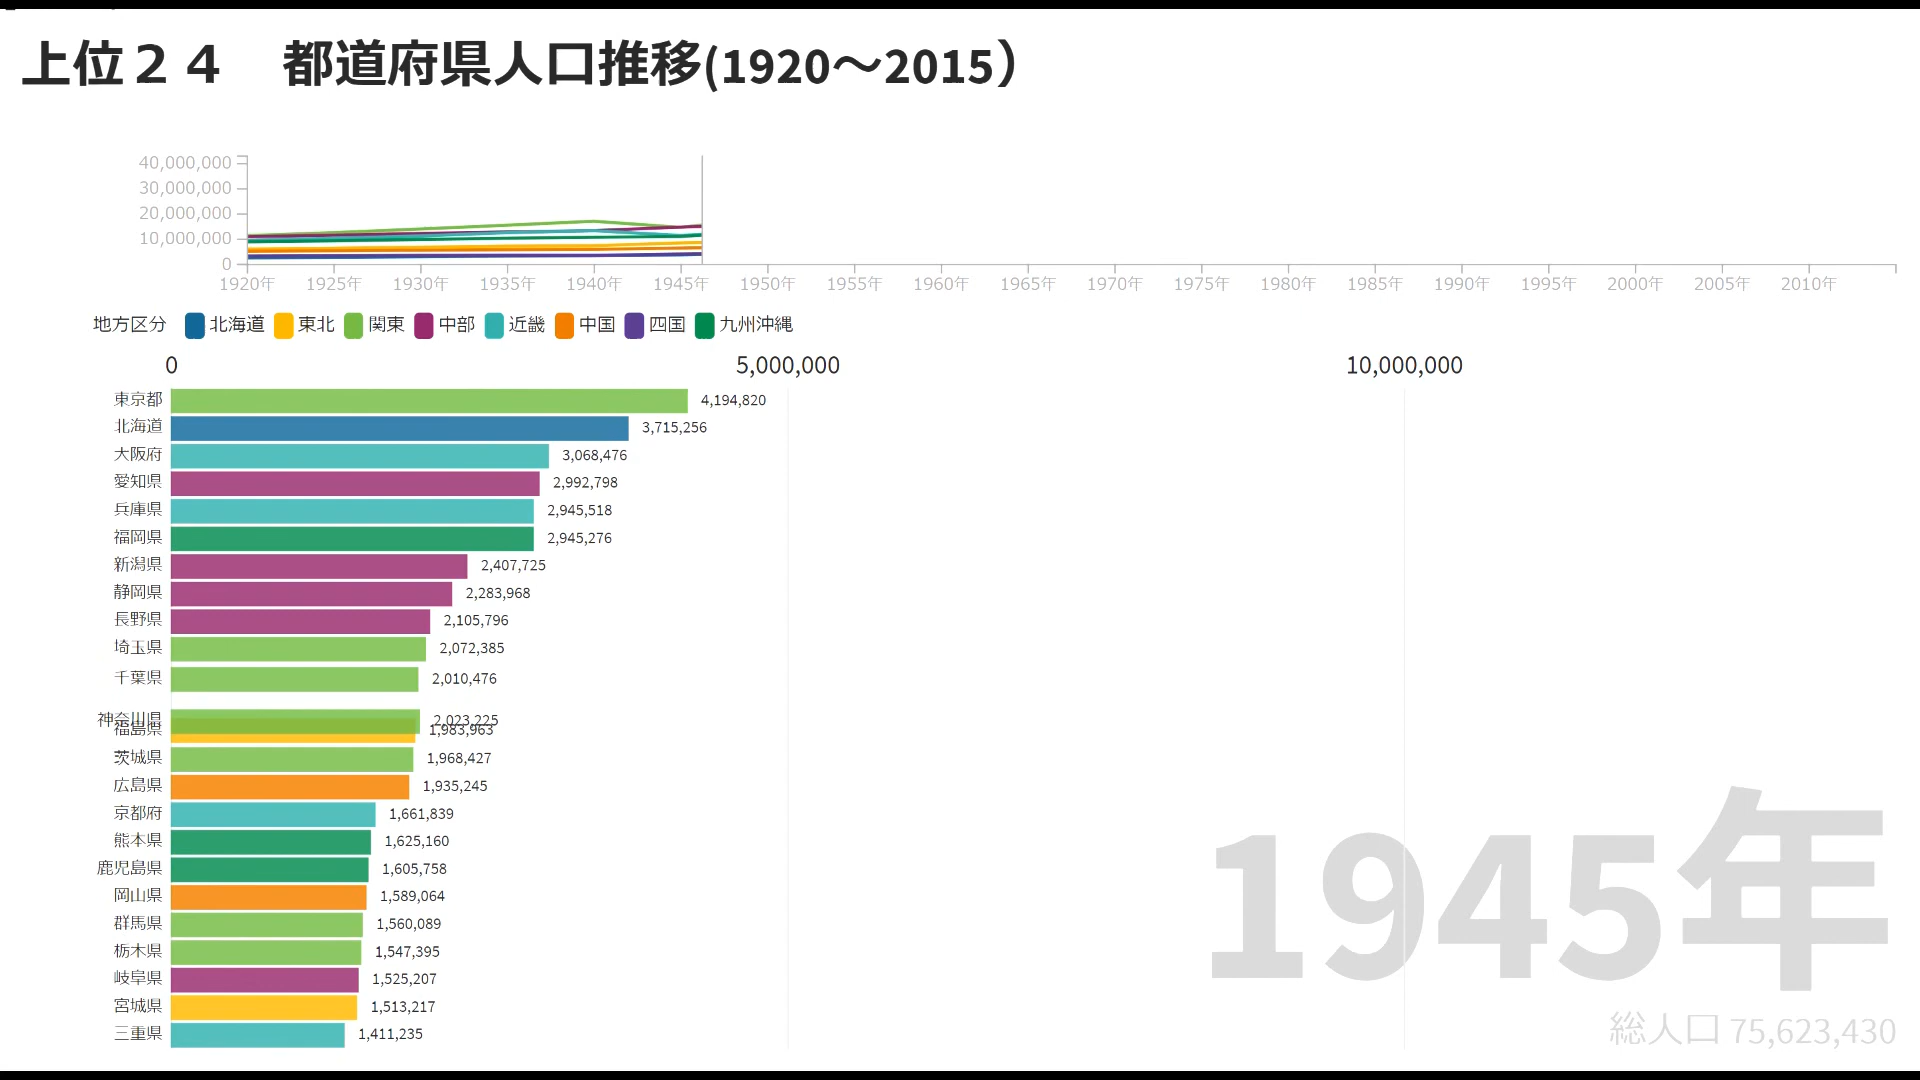 上位２４　都道府県人口推移(1920〜2015）
40,000,000
30,000,000
20,000,000
10,000,000
0
1920年 1925年 1930年 1935年 1940年 1945年 1950年 1955年 1960年 1965年 1970年 1975年 1980年 1985年 1990年 1995年 2000年 2005年 2010年
地方区分 北海道 東北 関東 中部 近畿 中国 四国 九州沖縄
0 5,000,000 10,000,000
東京都 4,194,820
北海道 3,715,256
大阪府 3,068,476
愛知県 2,992,798
兵庫県 2,945,518
福岡県 2,945,276
新潟県 2,407,725
静岡県 2,283,968
長野県 2,105,796
埼玉県 2,072,385
千葉県 2,010,476
神奈川県 2,023,225
福島県 1,983,963
茨城県 1,968,427
広島県 1,935,245
京都府 1,661,839
熊本県 1,625,160
鹿児島県 1,605,758
岡山県 1,589,064
群馬県 1,560,089
栃木県 1,547,395
岐阜県 1,525,207
宮城県 1,513,217
三重県 1,411,235
1945年
総人口 75,623,430